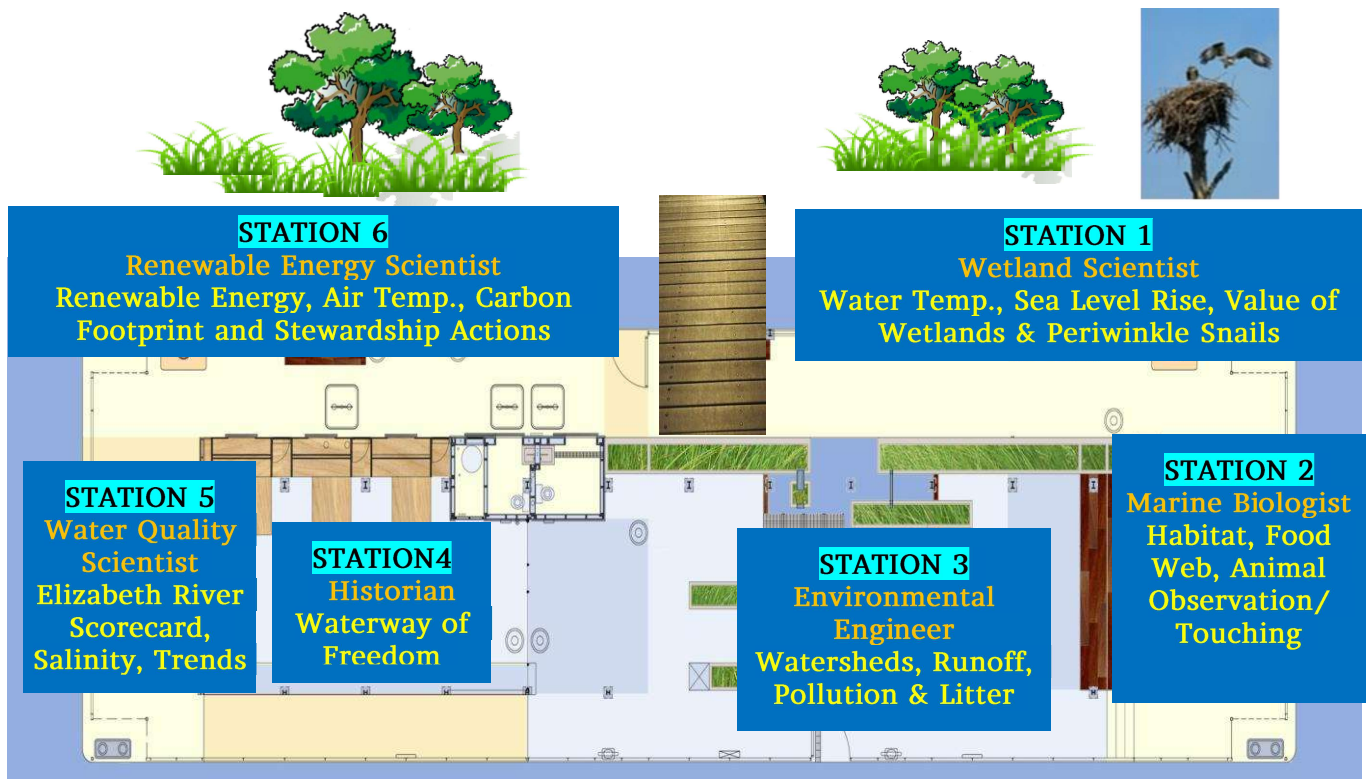 STATION 6
Renewable Energy Scientist
Renewable Energy, Air Temp., Carbon
Footprint and Stewardship Actions
STATION 1
Wetland Scientist
Water Temp., Sea Level Rise, Value of
Wetlands & Periwinkle Snails
STATION 2
Marine Biologist
Habitat, Food
Web, Animal
Observation/
Touching
STATION 3
Environmental
Engineer
Watersheds, Runoff,
Pollution & Litter
STATION4
Historian
Waterway of
Freedom
STATION 5
Water Quality
Scientist
Elizabeth River
Scorecard,
Salinity, Trends